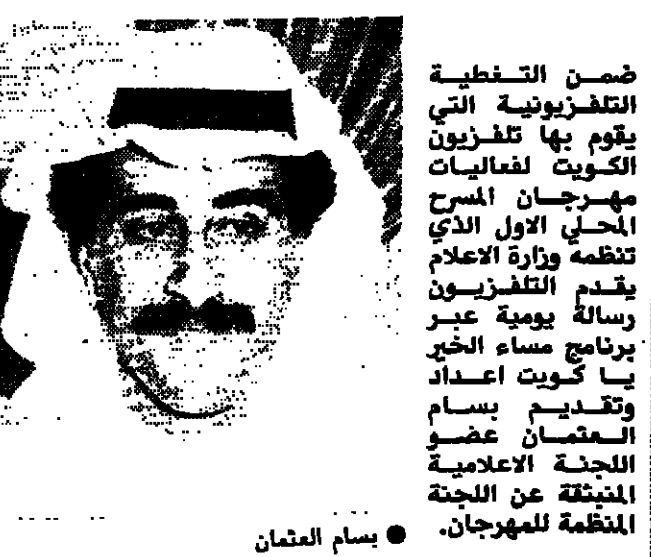 ضمن التغطية
التلفزيونية التي
يقوم بها تلفزيون
الكويت لفعاليات
مهرجان المسرح
المحلي الاول الذي
تنظمه وزارة الاعلام
يقدم التلفزيون
رسالة يومية عبر
برنامج مساء الخير
يا كويت اعداد
وتقديم بسام
العثمان عضو
اللجنة الاعلامية
المنبثقة عن اللجنة
المنظمة للمهرجان.
● بسام العثمان